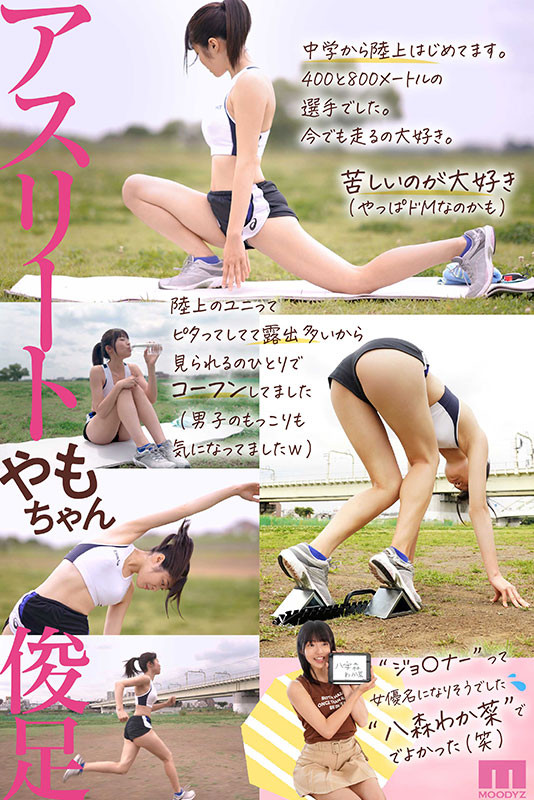 アスリート
やも
ちゃん
俊足
中学から陸上はじめてます。
400と800メートルの
選手でした。
今でも走るの大好き。
苦しいのが大好き
(やっぱドMなのかも)
陸上のユニって
ピタってしてて露出多いから
見られるのひとりで
コーフンしてました
(男子のもっこりも
気になってましたw)
八森
わか菜
"ジョ〇ナー"って
女優名になりそうでした
"八森わか菜"で
でよかった(笑)
M
MOODYZ